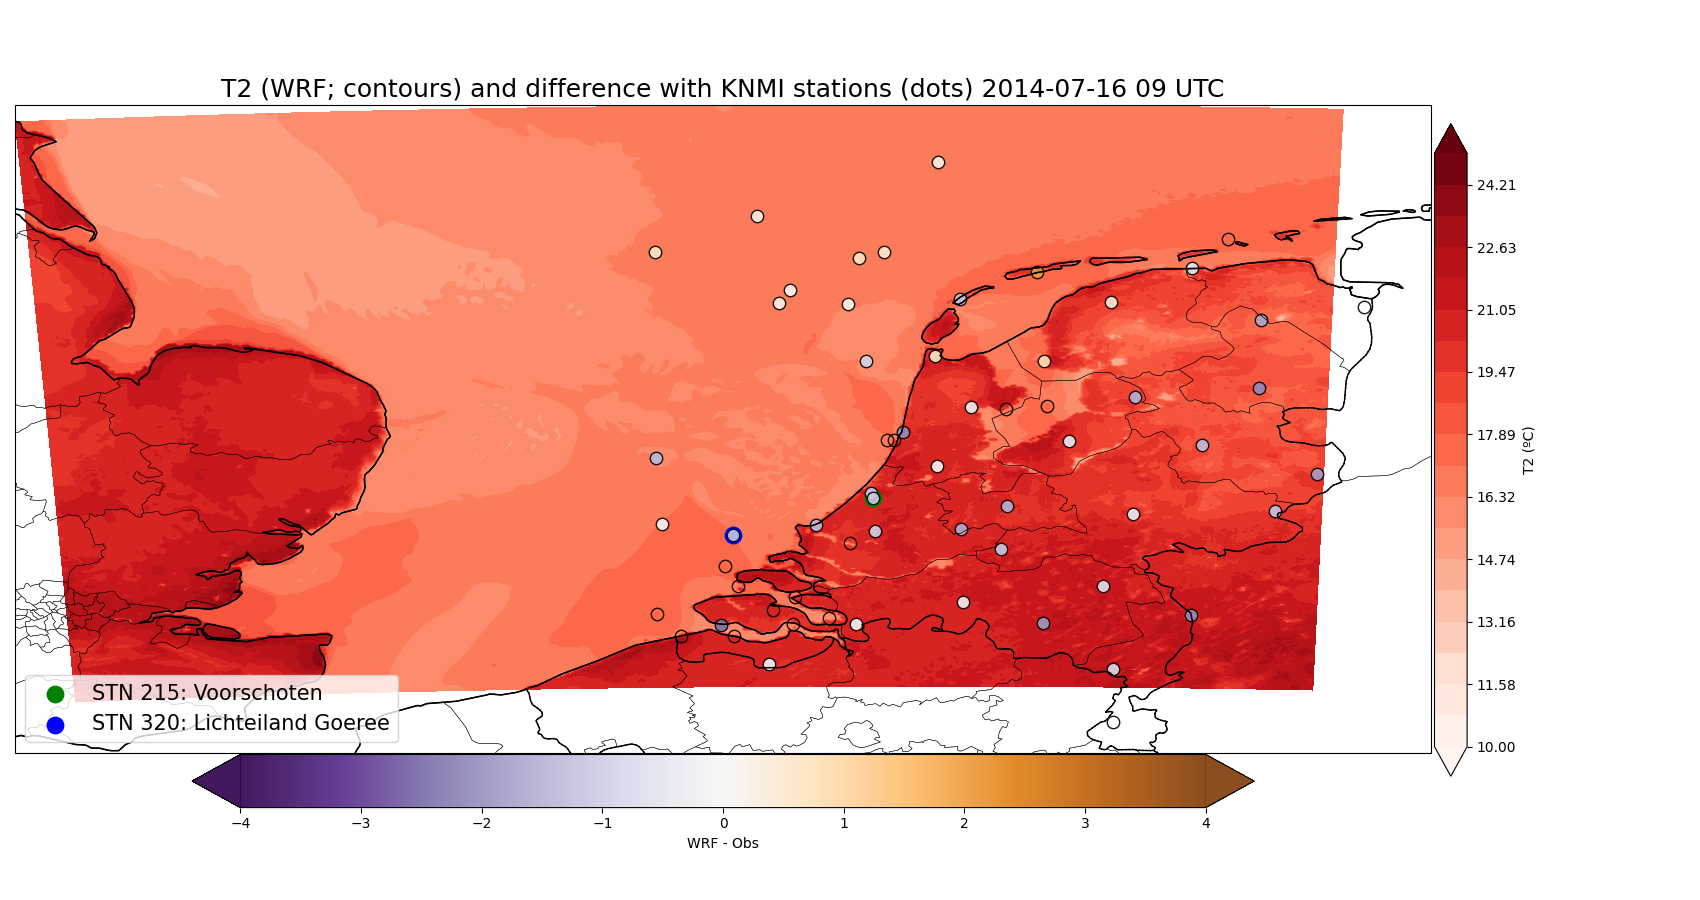 T2 (WRF; contours) and difference with KNMI stations (dots) 2014-07-16 09 UTC
24.21
22.63
21.05
19.47
17.89
16.32
14.74
13.16
11.58
10.00
T2 (ºC)
STN 215: Voorschoten
STN 320: Lichteiland Goeree
−4 −3 −2 −1 0 1 2 3 4
WRF - Obs